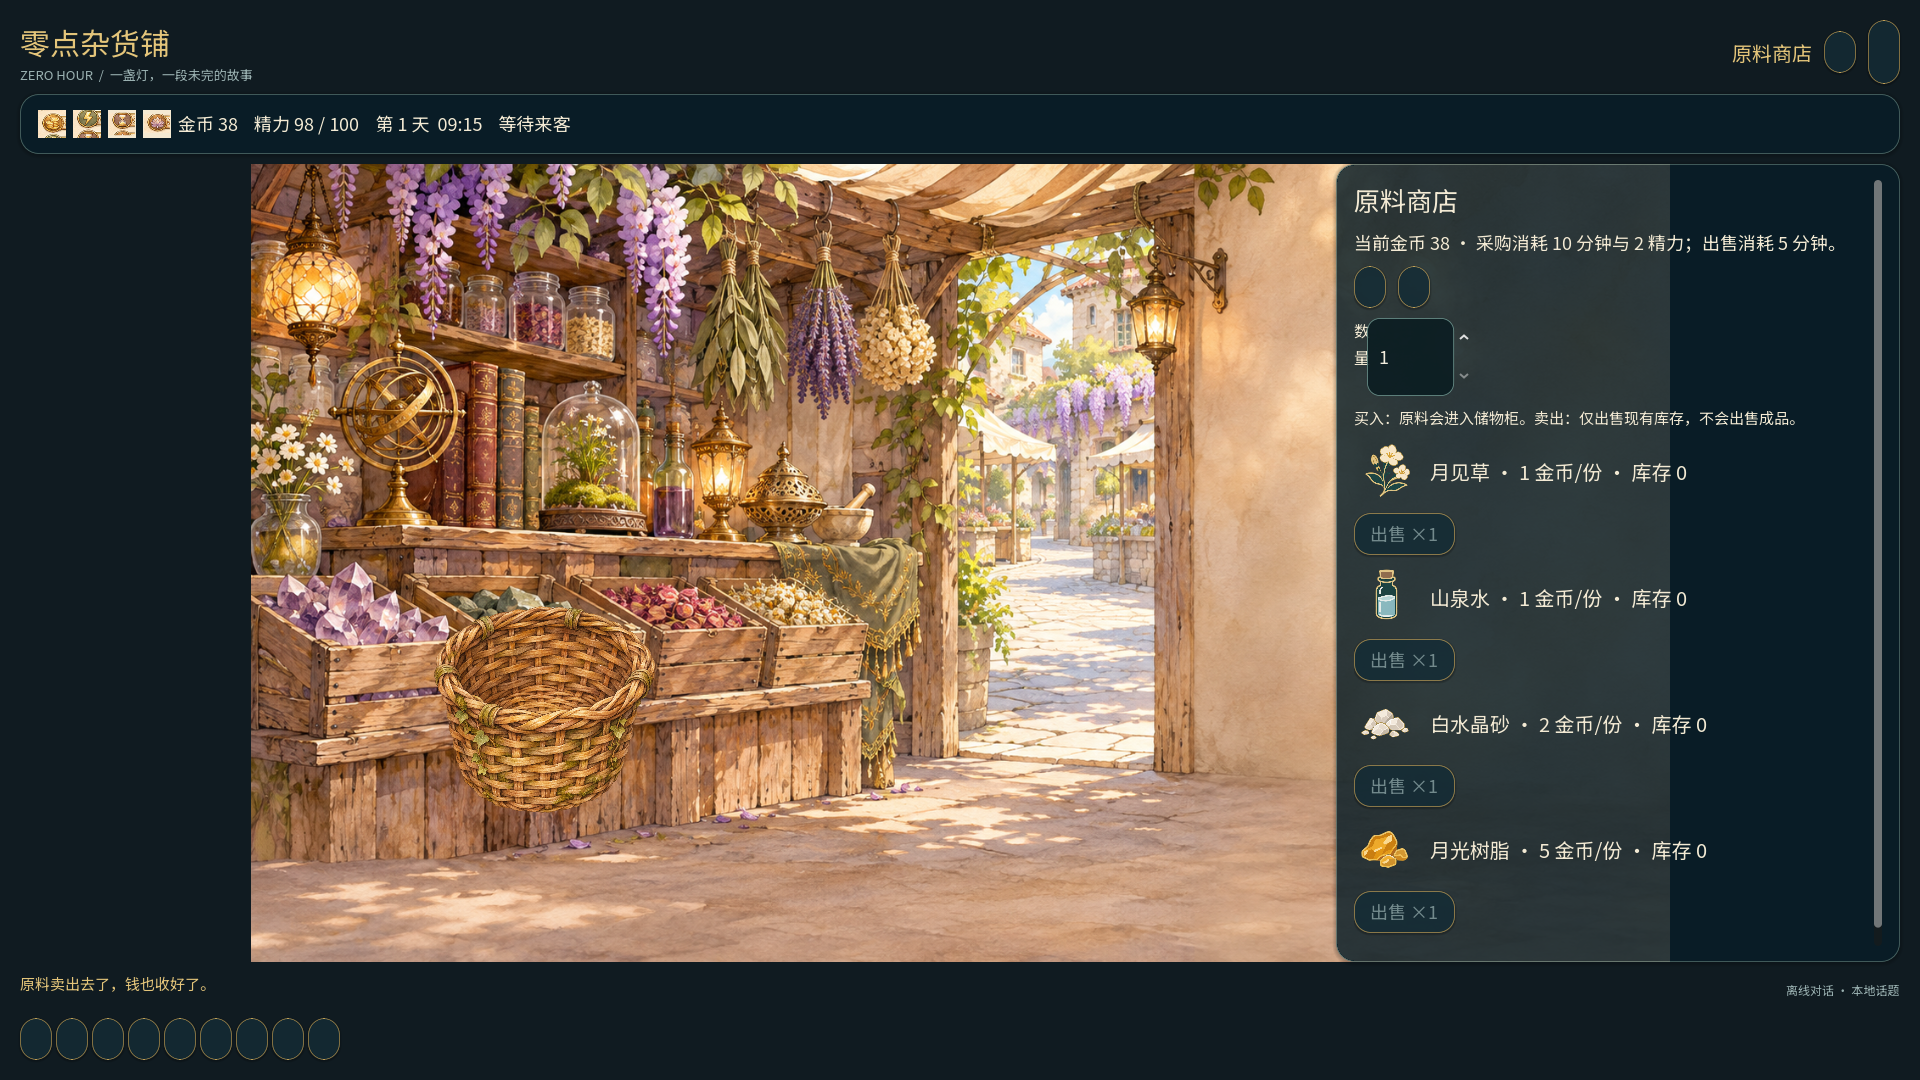 零点杂货铺
ZERO HOUR / 一盏灯，一段未完的故事
原料商店
金币 38 精力 98 / 100 第 1 天 09:15 等待来客
原料商店
当前金币 38 · 采购消耗 10 分钟与 2 精力；出售消耗 5 分钟。
数量
1
买入：原料会进入储物柜。卖出：仅出售现有库存，不会出售成品。
月见草 · 1 金币/份 · 库存 0
出售 ×1
山泉水 · 1 金币/份 · 库存 0
出售 ×1
白水晶砂 · 2 金币/份 · 库存 0
出售 ×1
月光树脂 · 5 金币/份 · 库存 0
出售 ×1
原料卖出去了，钱也收好了。
离线对话 · 本地话题